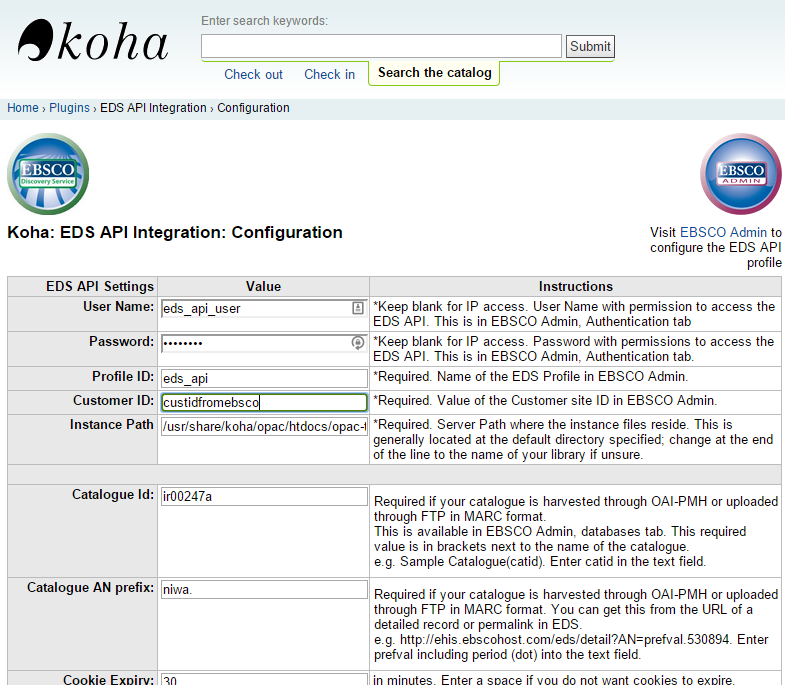 koha
Enter search keywords:
Submit
Check out Check in Search the catalog
Home › Plugins › EDS API Integration › Configuration
EBSCO
Discovery Service
EBSCO
ADMIN
Koha: EDS API Integration: Configuration
Visit EBSCO Admin to
configure the EDS API
profile
EDS API Settings Value Instructions
User Name: eds_api_user *Keep blank for IP access. User Name with permission to access the
EDS API. This is in EBSCO Admin, Authentication tab
Password: •••••••• *Keep blank for IP access. Password with permissions to access the
EDS API. This is in EBSCO Admin, Authentication tab.
Profile ID: eds_api *Required. Name of the EDS Profile in EBSCO Admin.
Customer ID: custidfromebsco *Required. Value of the Customer site ID in EBSCO Admin.
Instance Path /usr/share/koha/opac/htdocs/opac-t *Required. Server Path where the instance files reside. This is
generally located at the default directory specified; change at the end
of the line to the name of your library if unsure.
Catalogue Id: ir00247a Required if your catalogue is harvested through OAI-PMH or uploaded
through FTP in MARC format.
This is available in EBSCO Admin, databases tab. This required
value is in brackets next to the name of the catalogue.
e.g. Sample Catalogue(catid). Enter catid in the text field.
Catalogue AN prefix: niwa. Required if your catalogue is harvested through OAI-PMH or uploaded
through FTP in MARC format. You can get this from the URL of a
detailed record or permalink in EDS.
e.g. http://ehis.ebscohost.com/eds/detail?AN=prefval.530894. Enter
prefval including period (dot) into the text field.
Cookie Expiry: 30 in minutes. Enter a space if you do not want cookies to expire.